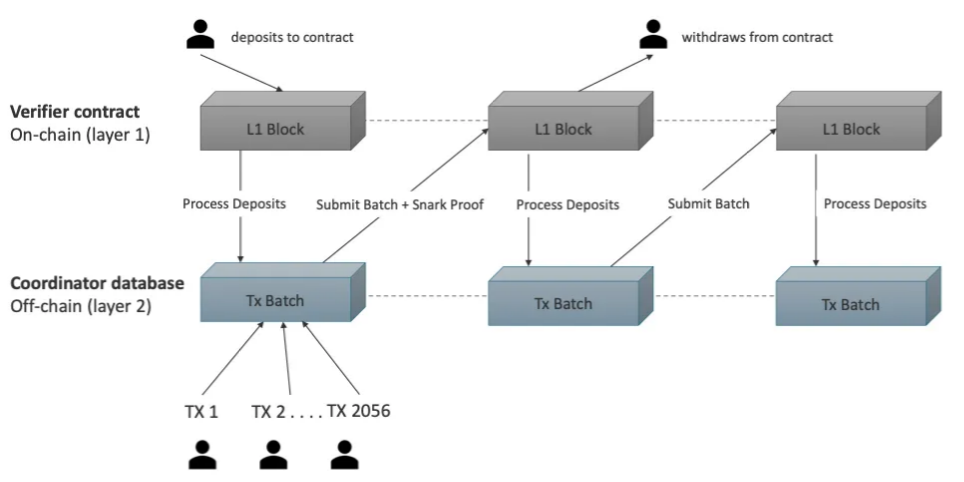 deposits to contract
withdraws from contract
Verifier contract
On-chain (layer 1)
L1 Block
L1 Block
L1 Block
Process Deposits
Submit Batch + Snark Proof
Process Deposits
Submit Batch
Process Deposits
Coordinator database
Off-chain (layer 2)
Tx Batch
Tx Batch
Tx Batch
TX 1
TX 2 . . . . TX 2056